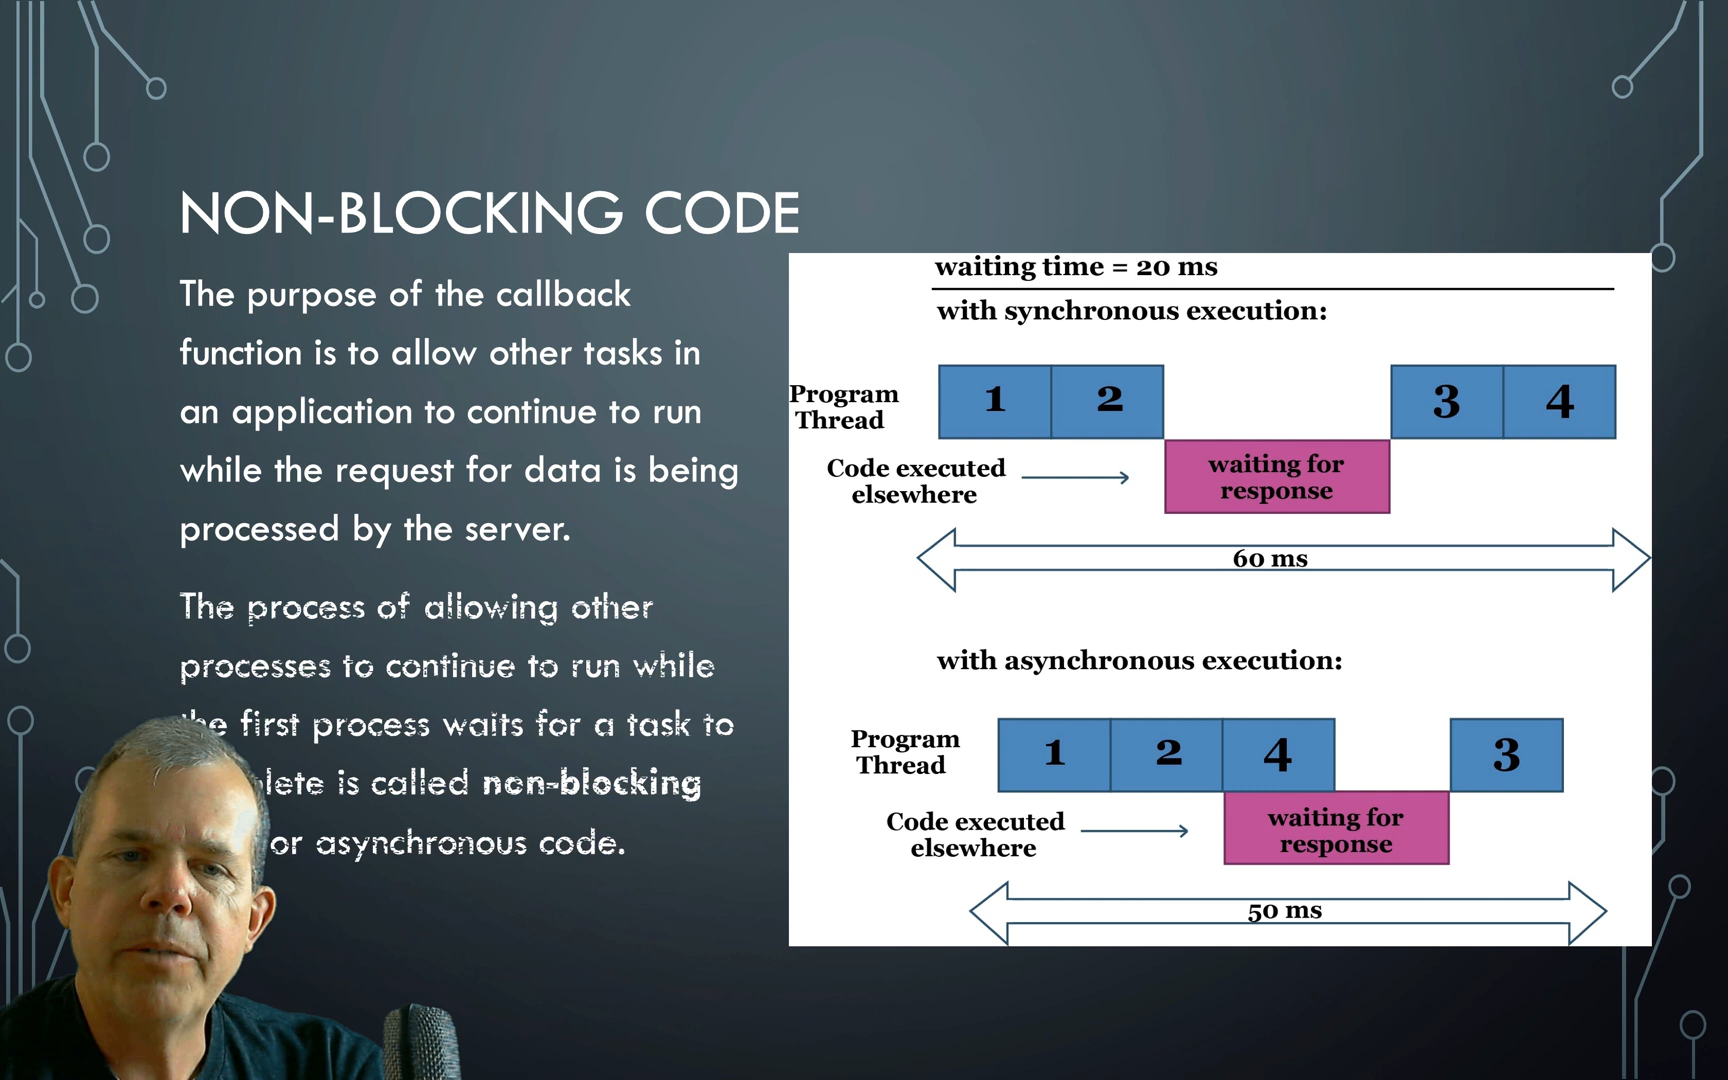 NON-BLOCKING CODE
The purpose of the callback
function is to allow other tasks in
an application to continue to run
while the request for data is being
processed by the server.
The process of allowing other
processes to continue to run while
the first process waits for a task to
is called non-blocking
or asynchronous code.
waiting time = 20 ms
with synchronous execution:
Program
Thread
1 2 3 4
Code executed
elsewhere
waiting for
response
60 ms
with asynchronous execution:
Program
Thread
1 2 4 3
Code executed
elsewhere
waiting for
response
50 ms